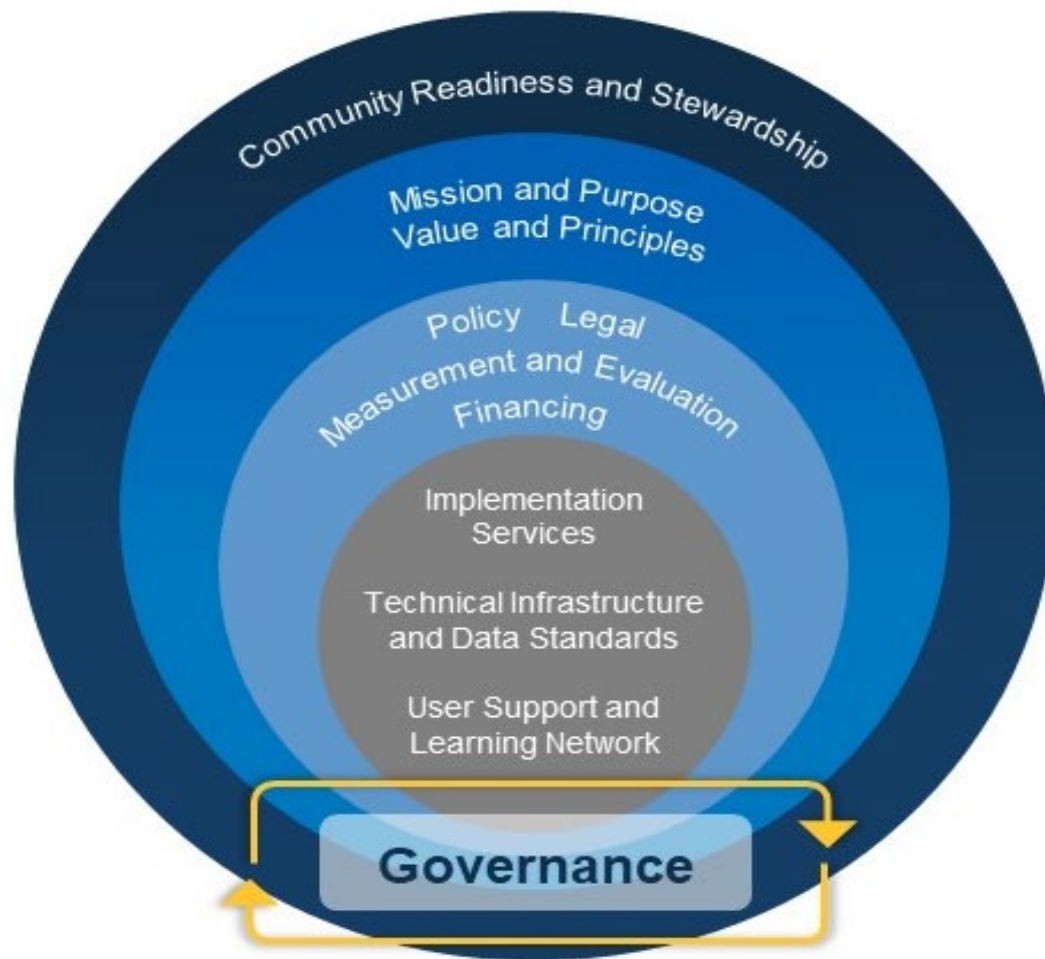 Community Readiness and Stewardship
Mission and Purpose
Value and Principles
Policy Legal
Measurement and Evaluation
Financing
Implementation
Services
Technical Infrastructure
and Data Standards
User Support and
Learning Network
Governance